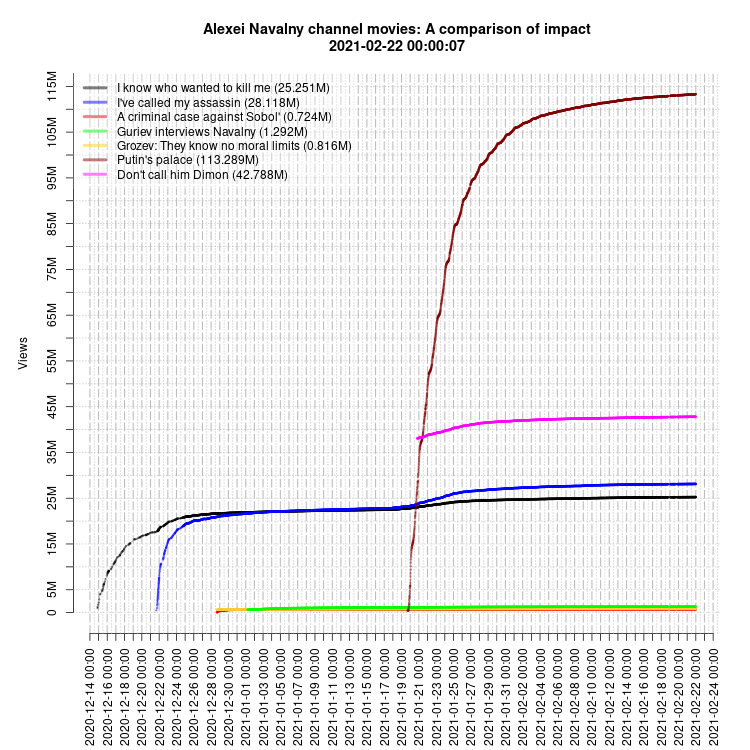 Alexei Navalny channel movies: A comparison of impact
2021-02-22 00:00:07
I know who wanted to kill me (25.251M)
I've called my assassin (28.118M)
A criminal case against Sobol' (0.724M)
Guriev interviews Navalny (1.292M)
Grozev: They know no moral limits (0.816M)
Putin's palace (113.289M)
Don't call him Dimon (42.788M)
Views
115M
105M
95M
85M
75M
65M
55M
45M
35M
25M
15M
5M
0
2020-12-14 00:00
2020-12-16 00:00
2020-12-18 00:00
2020-12-20 00:00
2020-12-22 00:00
2020-12-24 00:00
2020-12-26 00:00
2020-12-28 00:00
2020-12-30 00:00
2021-01-01 00:00
2021-01-03 00:00
2021-01-05 00:00
2021-01-07 00:00
2021-01-09 00:00
2021-01-11 00:00
2021-01-13 00:00
2021-01-15 00:00
2021-01-17 00:00
2021-01-19 00:00
2021-01-21 00:00
2021-01-23 00:00
2021-01-25 00:00
2021-01-27 00:00
2021-01-29 00:00
2021-01-31 00:00
2021-02-02 00:00
2021-02-04 00:00
2021-02-06 00:00
2021-02-08 00:00
2021-02-10 00:00
2021-02-12 00:00
2021-02-14 00:00
2021-02-16 00:00
2021-02-18 00:00
2021-02-20 00:00
2021-02-22 00:00
2021-02-24 00:00